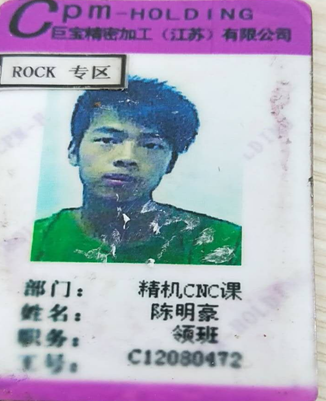 Cpm-HOLDING
巨宝精密加工（江苏）有限公司
ROCK 专区
部门：精机CNC课
姓名：陈明豪
职务：领班
工号：C12080472